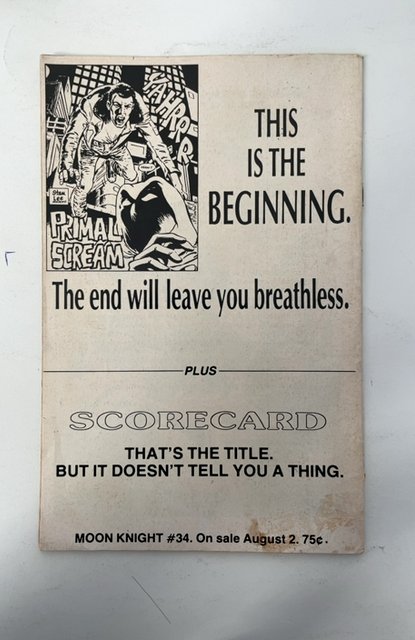 YAHRRR
R
Stan
Lee
PRIMAL
SCREAM
THIS
IS THE
BEGINNING.
The end will leave you breathless.
PLUS
SCORECARD
THAT'S THE TITLE.
BUT IT DOESN'T TELL YOU A THING.
MOON KNIGHT #34. On sale August 2. 75¢.